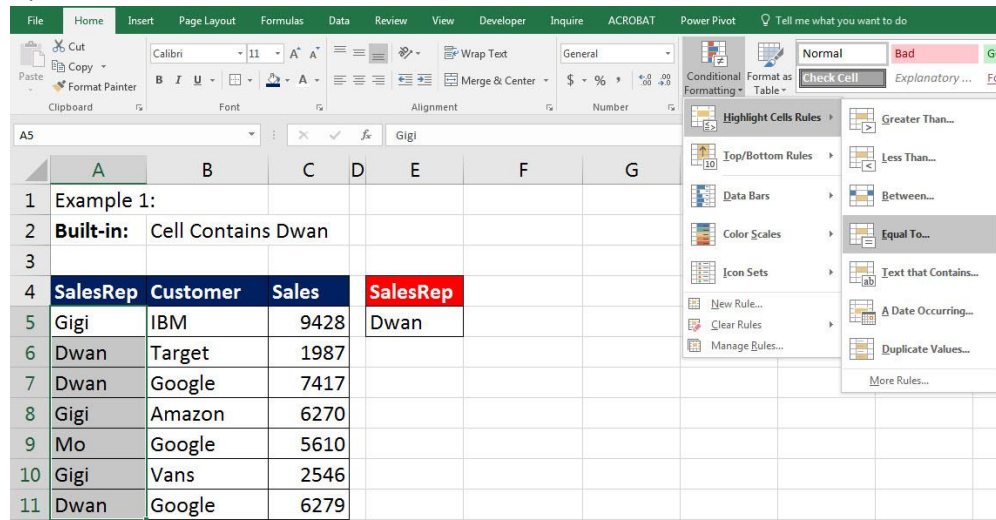 File Home Insert Page Layout Formulas Data Review View Developer Inquire ACROBAT Power Pivot Tell me what you want to do
Paste
Cut
Copy
Format Painter
Clipboard
Calibri 11 A A
B I U A
Font
Wrap Text
Merge & Center
Alignment
General
$ % , .0 .00 .00 .0
Number
Conditional Formatting
Format as Table
Normal Bad G
Check Cell Explanatory ... Fo
A5 fx Gigi
A B C D E F G
1 Example 1:
2 Built-in: Cell Contains Dwan
3
4 SalesRep Customer Sales SalesRep
5 Gigi IBM 9428 Dwan
6 Dwan Target 1987
7 Dwan Google 7417
8 Gigi Amazon 6270
9 Mo Google 5610
10 Gigi Vans 2546
11 Dwan Google 6279
Highlight Cells Rules
Top/Bottom Rules
Data Bars
Color Scales
Icon Sets
New Rule...
Clear Rules
Manage Rules...
Greater Than...
Less Than...
Between...
Equal To...
Text that Contains...
A Date Occurring...
Duplicate Values...
More Rules...